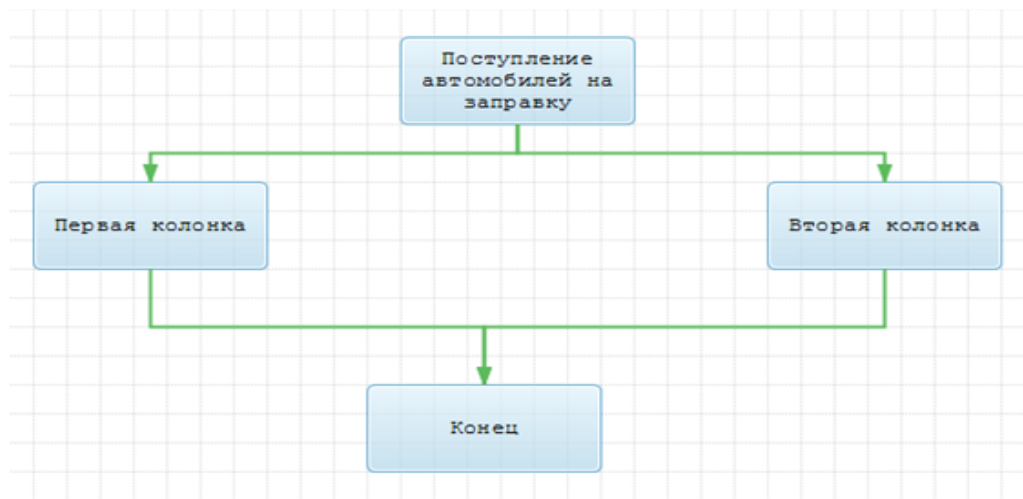 Поступление
автомобилей на
заправку
Первая колонка
Вторая колонка
Конец